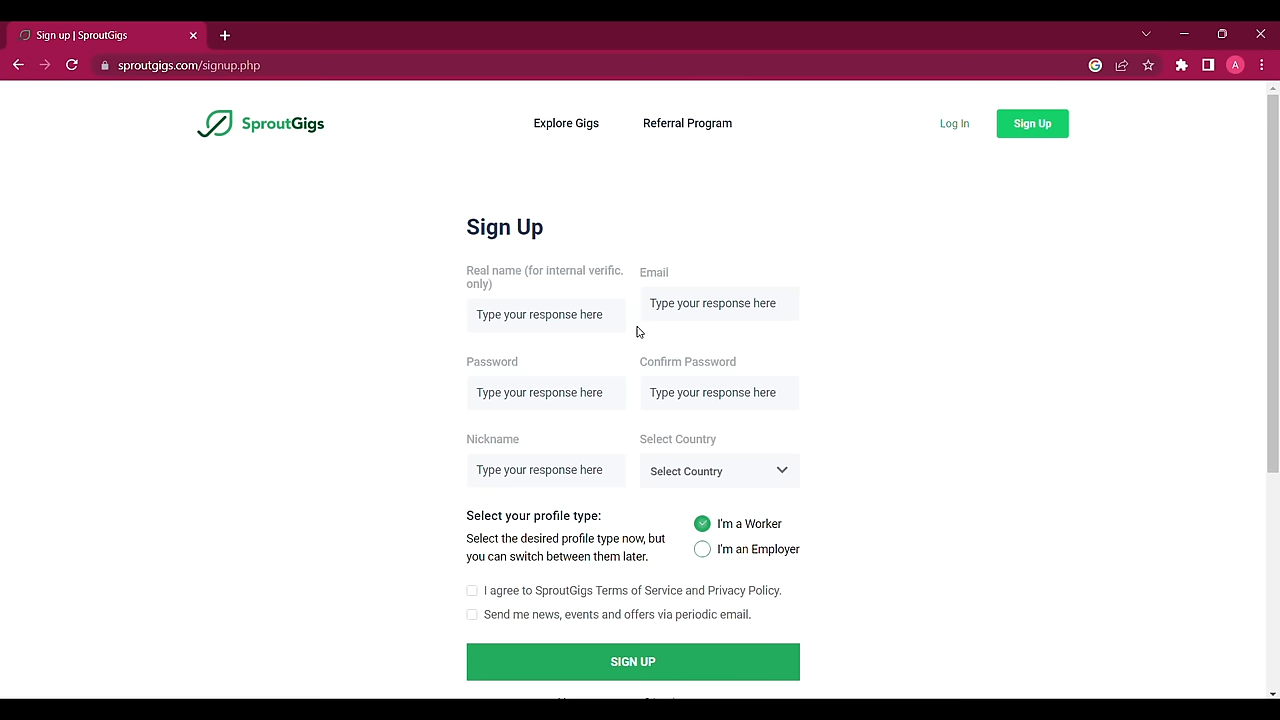 Sign up | SproutGigs
sproutgigs.com/signup.php
A
SproutGigs
Explore Gigs
Referral Program
Log In
Sign Up
Sign Up
Real name (for internal verific.
only)
Email
Type your response here
Type your response here
Password
Confirm Password
Type your response here
Type your response here
Nickname
Select Country
Type your response here
Select Country
Select your profile type:
Select the desired profile type now, but
you can switch between them later.
I'm a Worker
I'm an Employer
I agree to SproutGigs Terms of Service and Privacy Policy.
Send me news, events and offers via periodic email.
SIGN UP